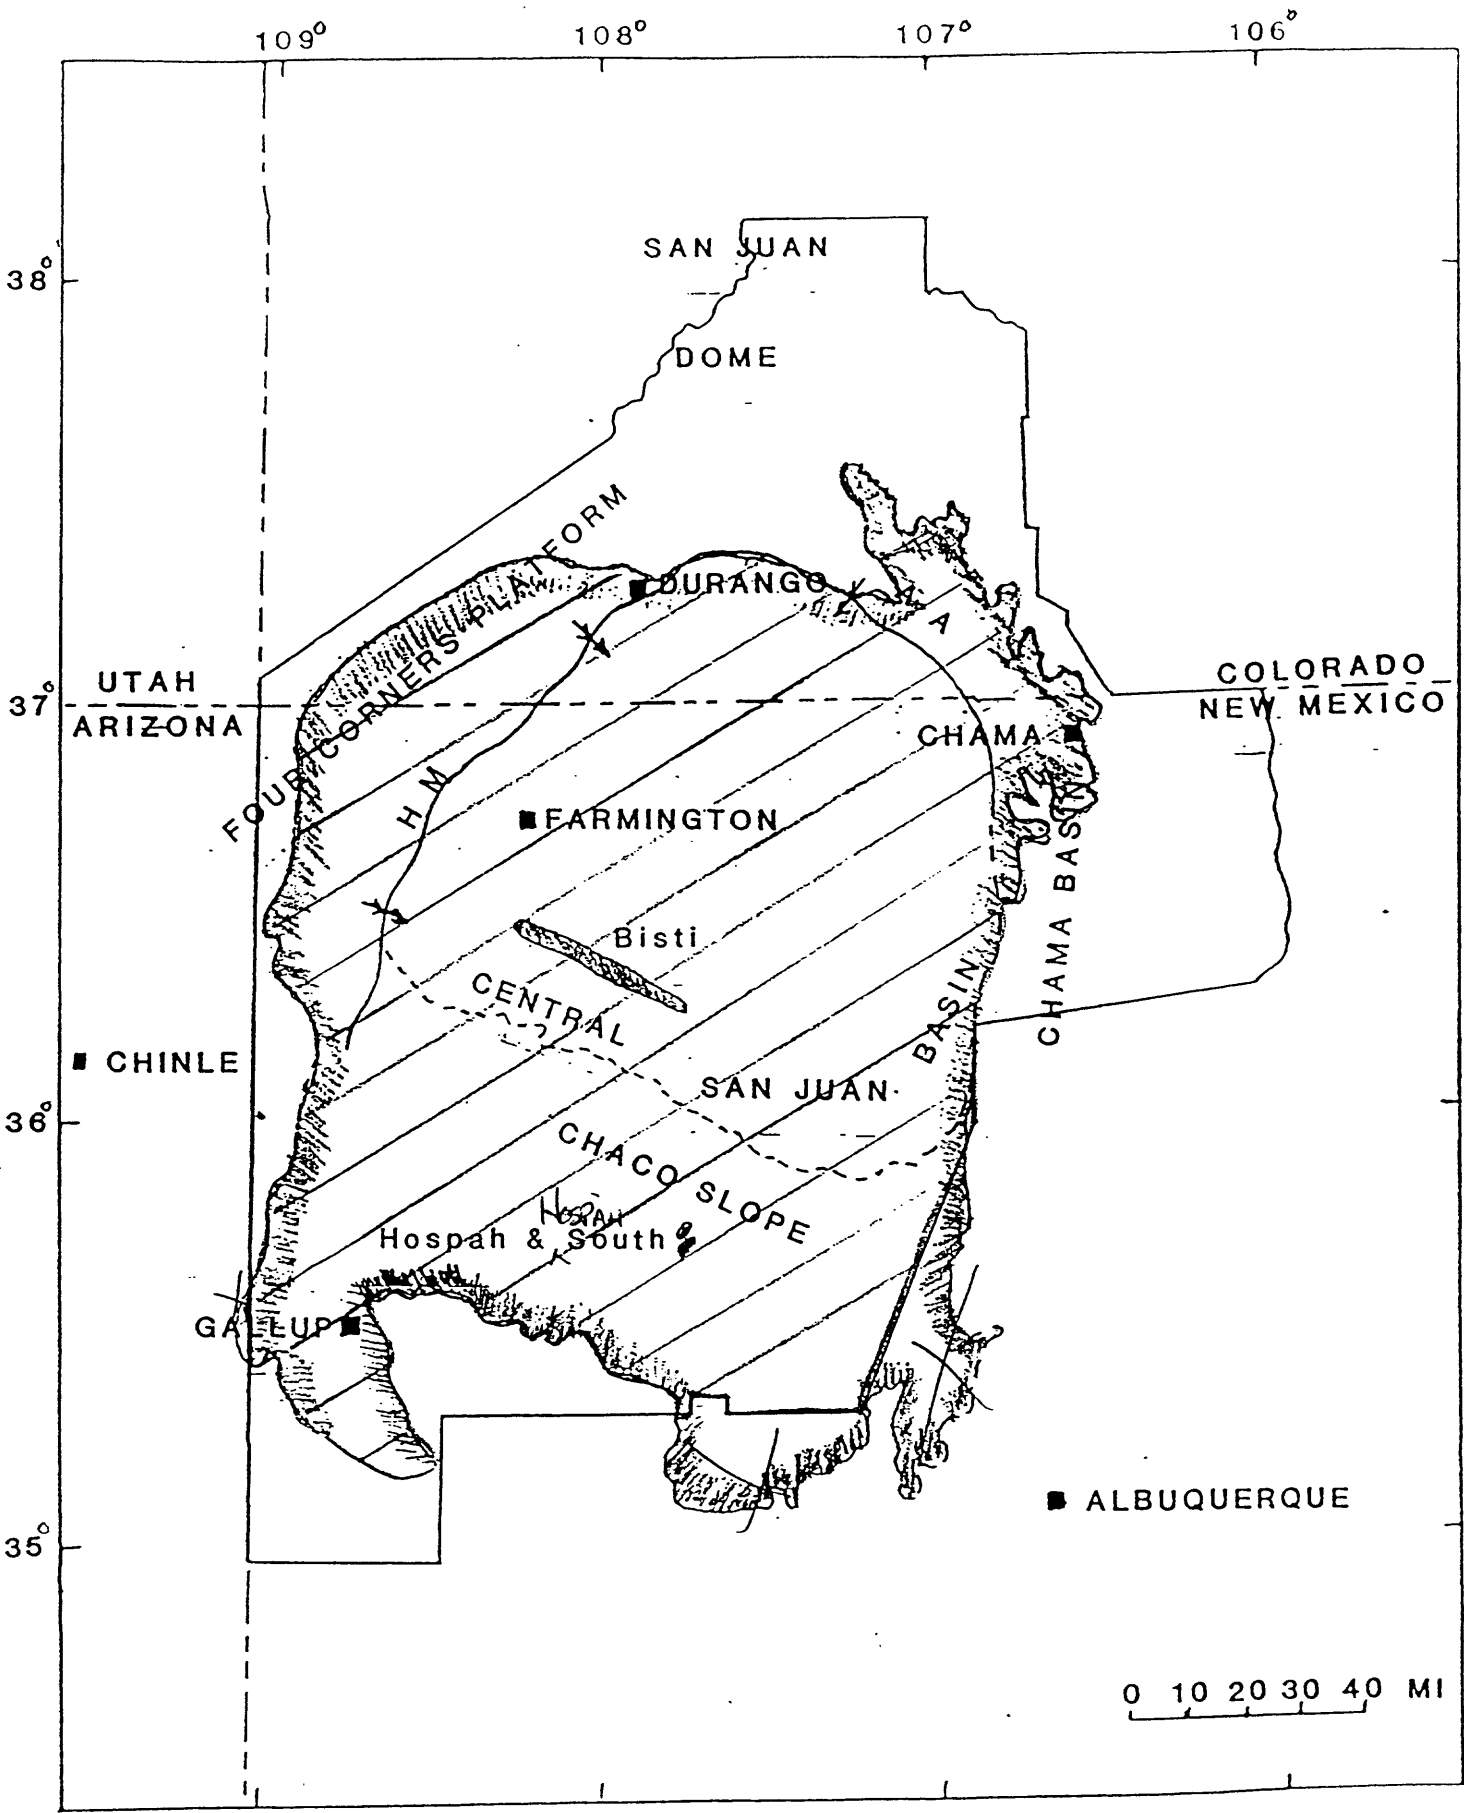 109° 108° 107° 106°
SAN JUAN
38°
DOME
FOUR CORNERS PLATFORM
DURANGO
A A
UTAH
COLORADO
37°
ARIZONA
NEW MEXICO
CHAMA
H M
FARMINGTON
CHAMA BASIN
Bisti
CENTRAL
BASIN
CHINLE
SAN JUAN
36°
CHACO SLOPE
HOSPAH
Hospah & South
GALLUP
ALBUQUERQUE
35°
0 10 20 30 40 MI